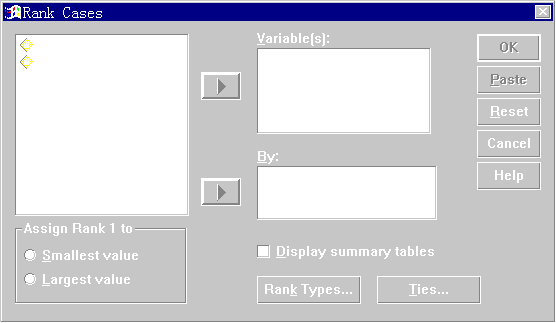 Rank Cases
Variable(s):
OK
Paste
Reset
Cancel
By:
Help
Assign Rank 1 to
Smallest value
Largest value
Display summary tables
Rank Types...
Ties...